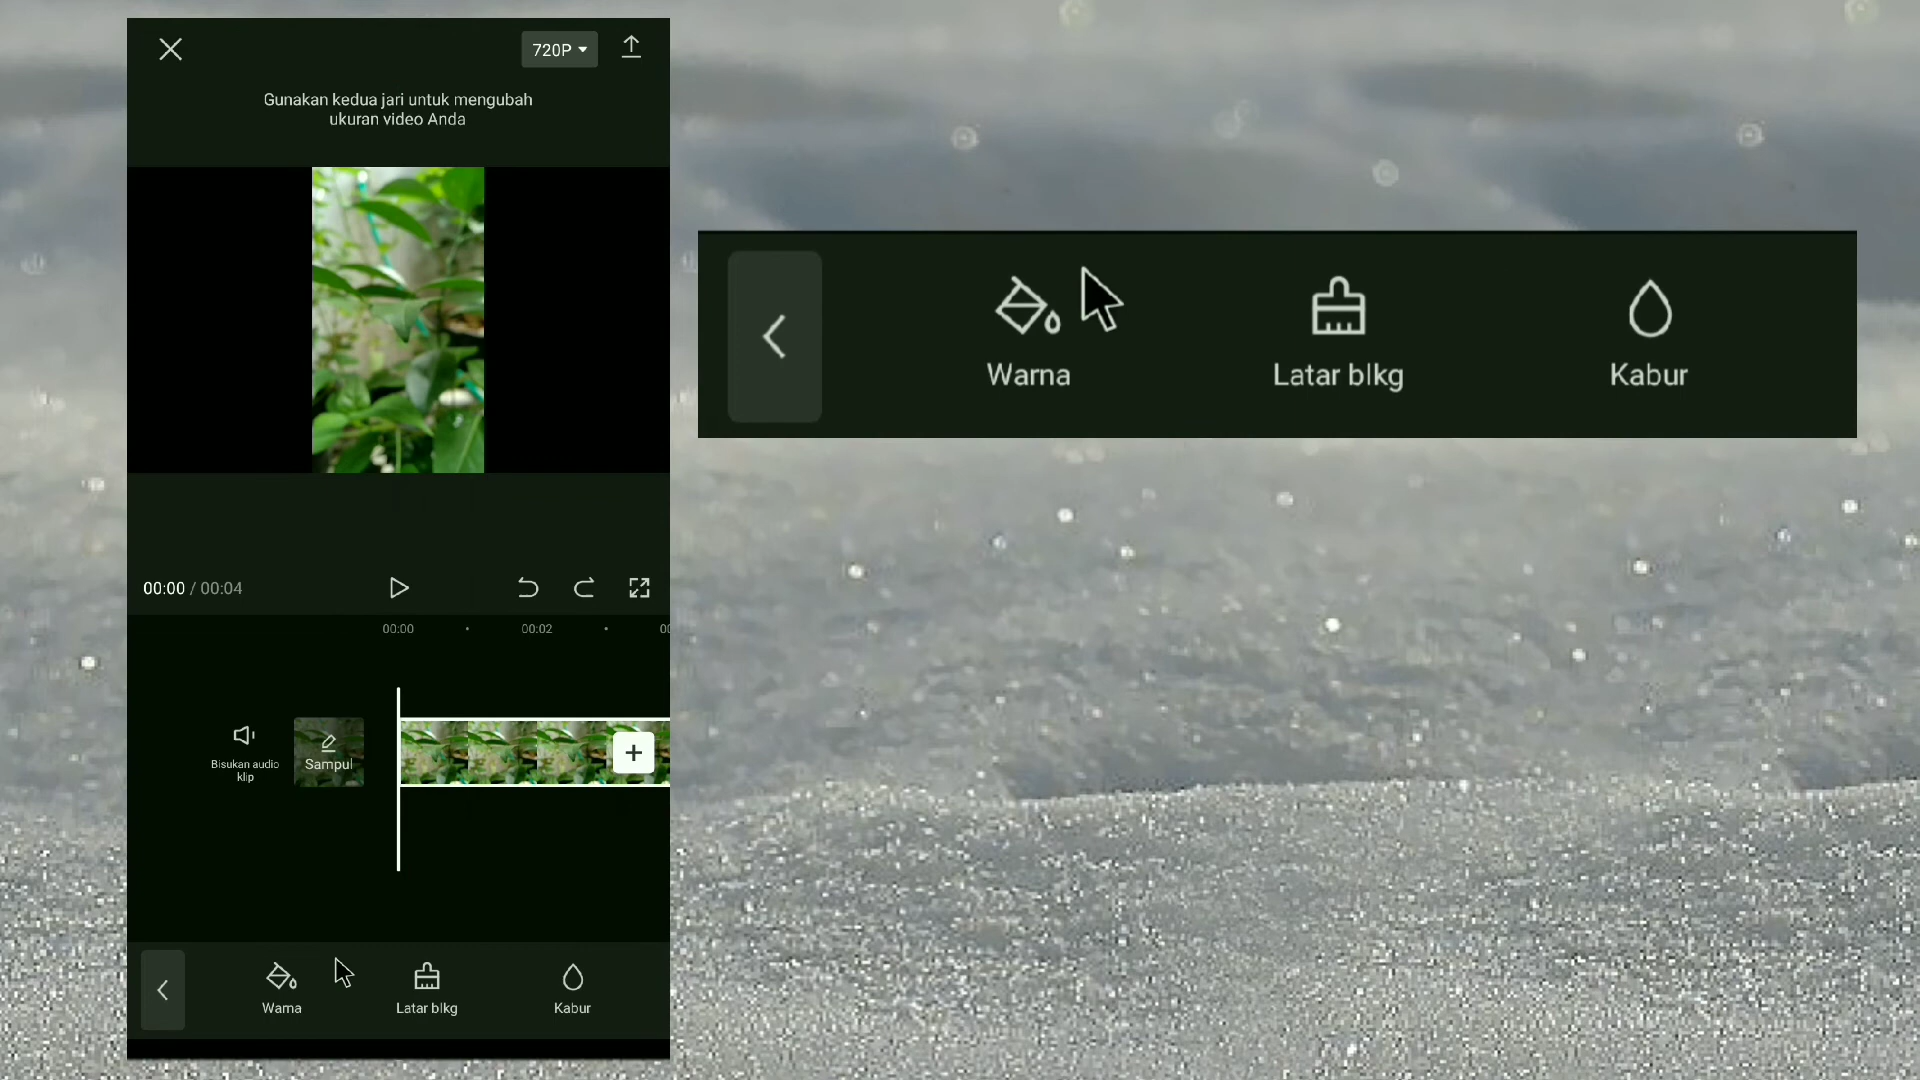 720P
Gunakan kedua jari untuk mengubah
ukuran video Anda
00:00 / 00:04
00:00
00:02
Bisukan audio
klip
Sampul
Warna
Latar blkg
Kabur
Warna
Latar blkg
Kabur